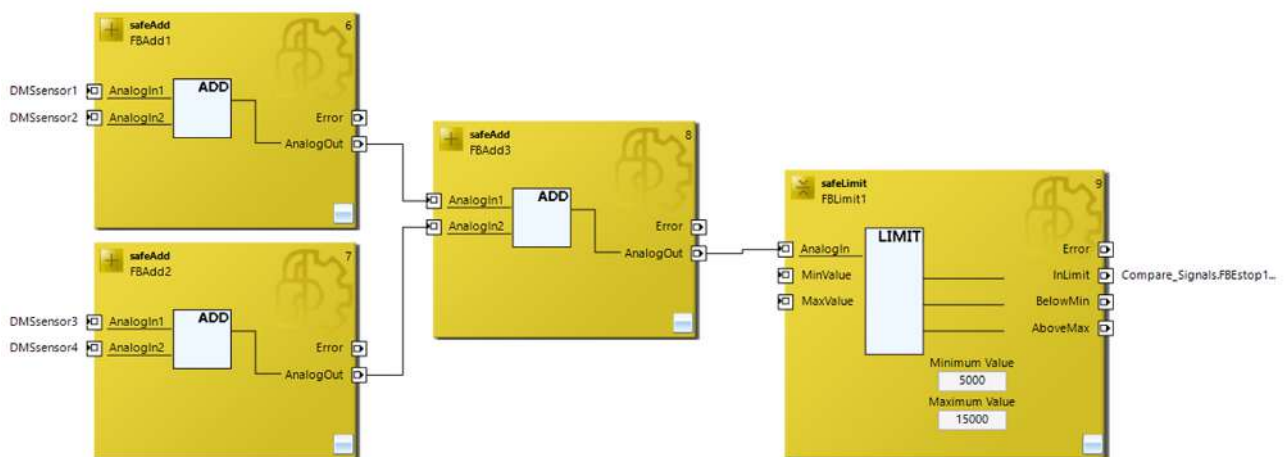 safeAdd 6
FBAdd1
ADD
DMSsensor1 AnalogIn1
DMSsensor2 AnalogIn2
Error
AnalogOut
safeAdd 7
FBAdd2
ADD
DMSsensor3 AnalogIn1
DMSsensor4 AnalogIn2
Error
AnalogOut
safeAdd 8
FBAdd3
ADD
AnalogIn1
AnalogIn2
Error
AnalogOut
safeLimit 9
FBLimit1
LIMIT
AnalogIn Error
MinValue InLimit Compare_Signals.FBEstop1...
MaxValue BelowMin
AboveMax
Minimum Value
5000
Maximum Value
15000